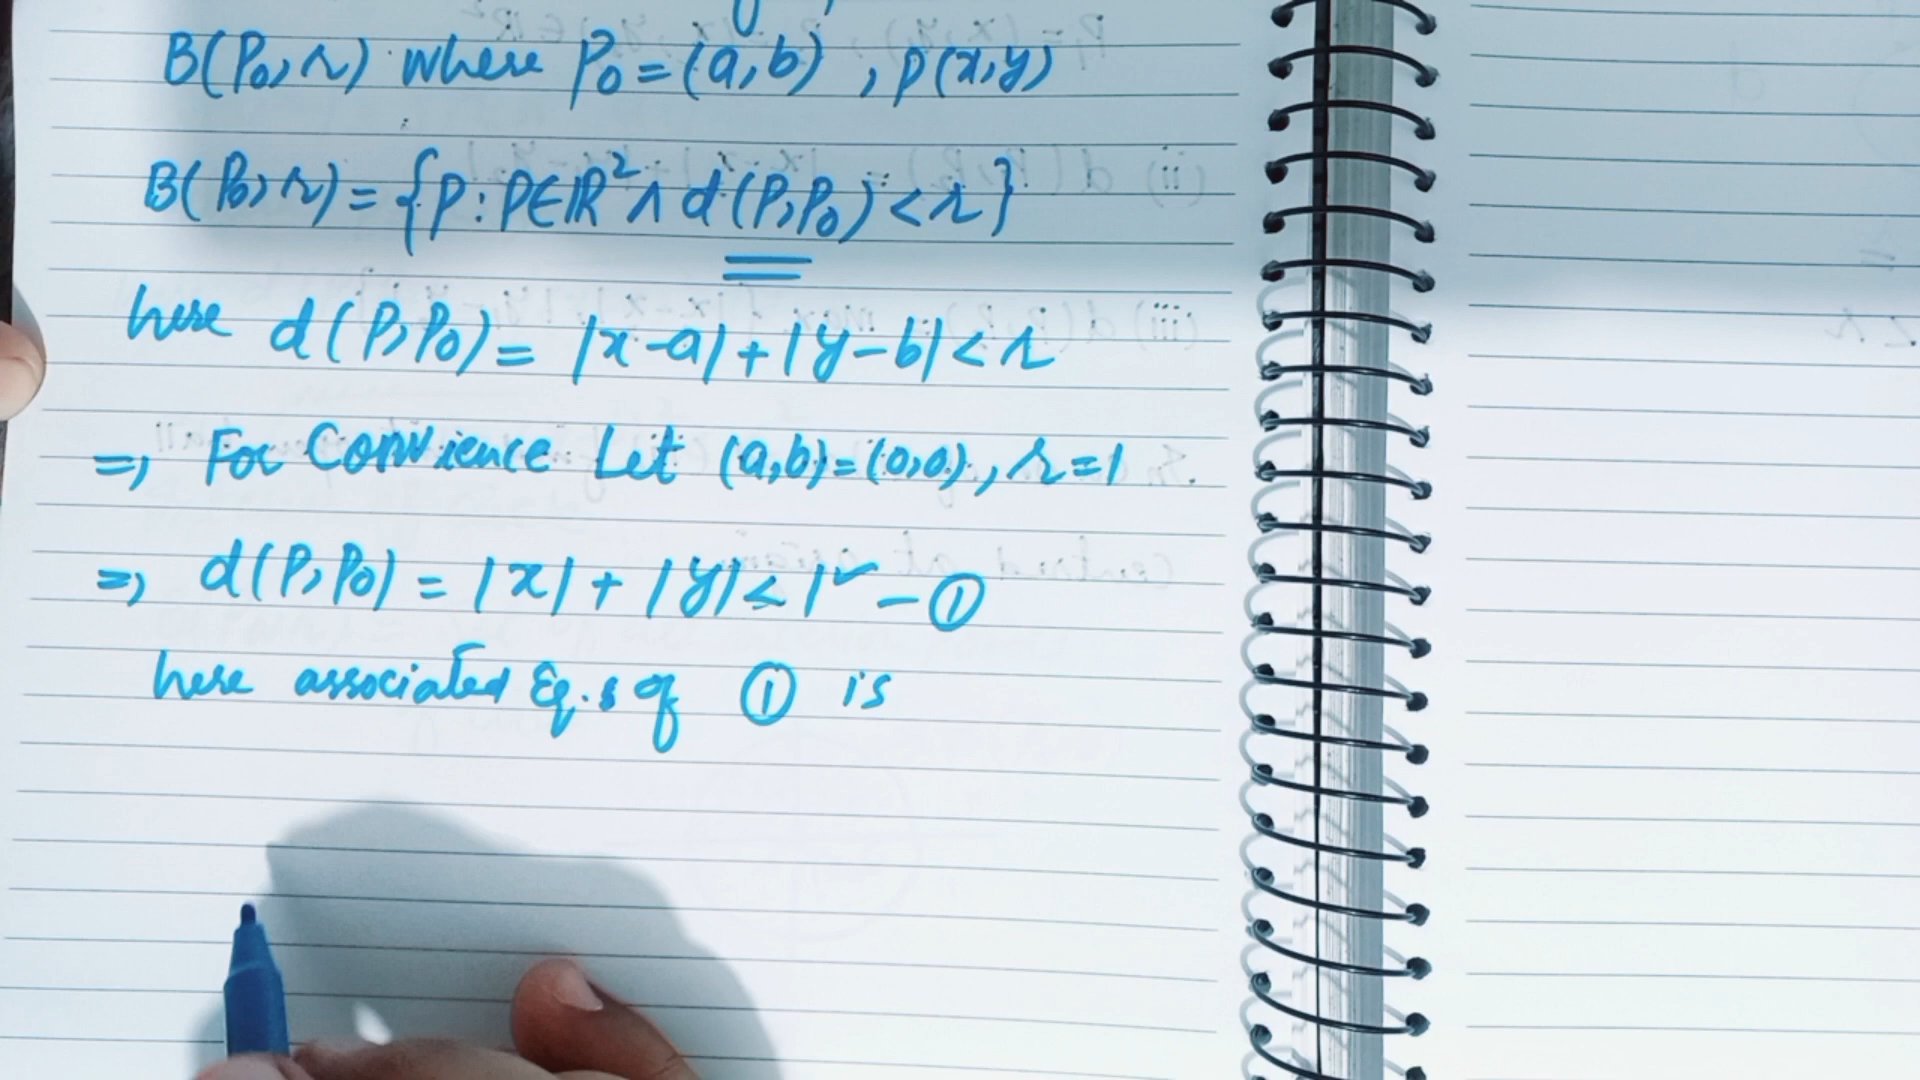 B(P₀, r) where P₀ = (a, b) , P(x, y)
B(P₀, r) = {P : P ∈ ℝ² ∧ d(P, P₀) < r}
here d(P, P₀) = |x-a| + |y-b| < r
⇒, For Convience Let (a, b) = (0, 0), r = 1
⇒, d(P, P₀) = |x| + |y| < 1 ✓ - ①
here associated Eq.s of ① is